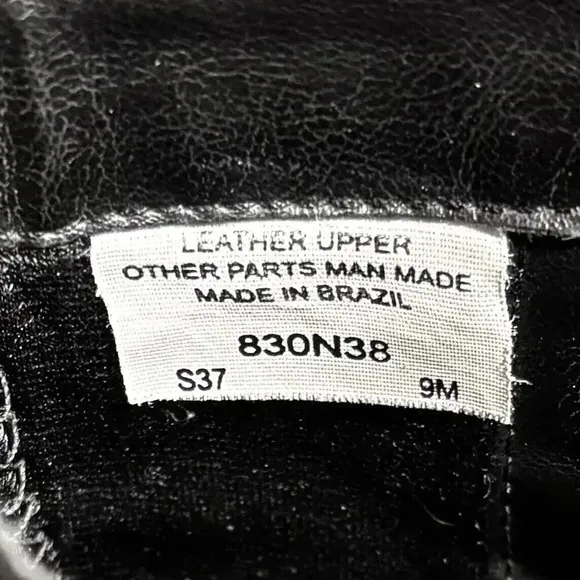 LEATHER UPPER
OTHER PARTS MAN MADE
MADE IN BRAZIL
830N38
S37 9M